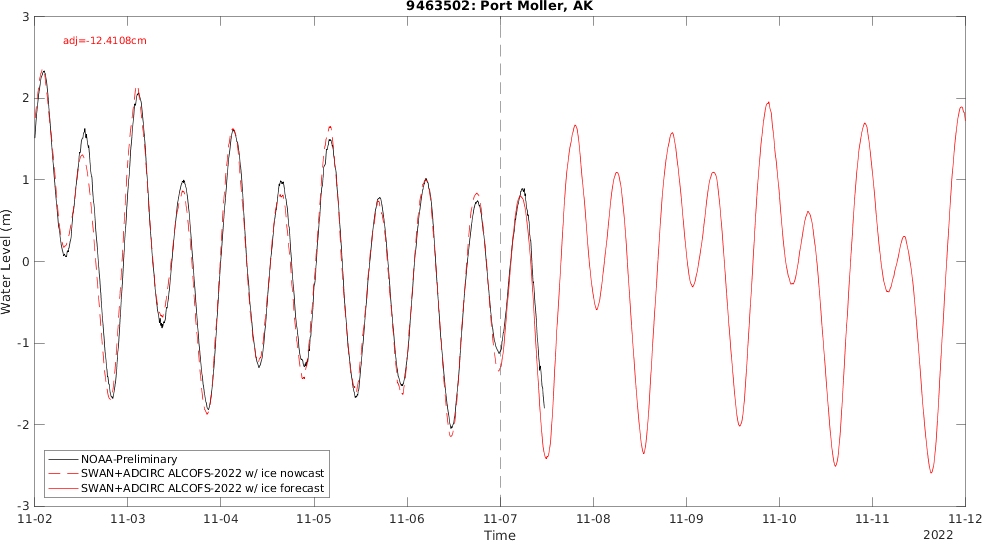 9463502: Port Moller, AK
adj=-12.4108cm
3
2
1
0
-1
-2
-3
Water Level (m)
NOAA-Preliminary
SWAN+ADCIRC ALCOFS-2022 w/ ice nowcast
SWAN+ADCIRC ALCOFS-2022 w/ ice forecast
11-02 11-03 11-04 11-05 11-06 11-07 11-08 11-09 11-10 11-11 11-12
Time
2022